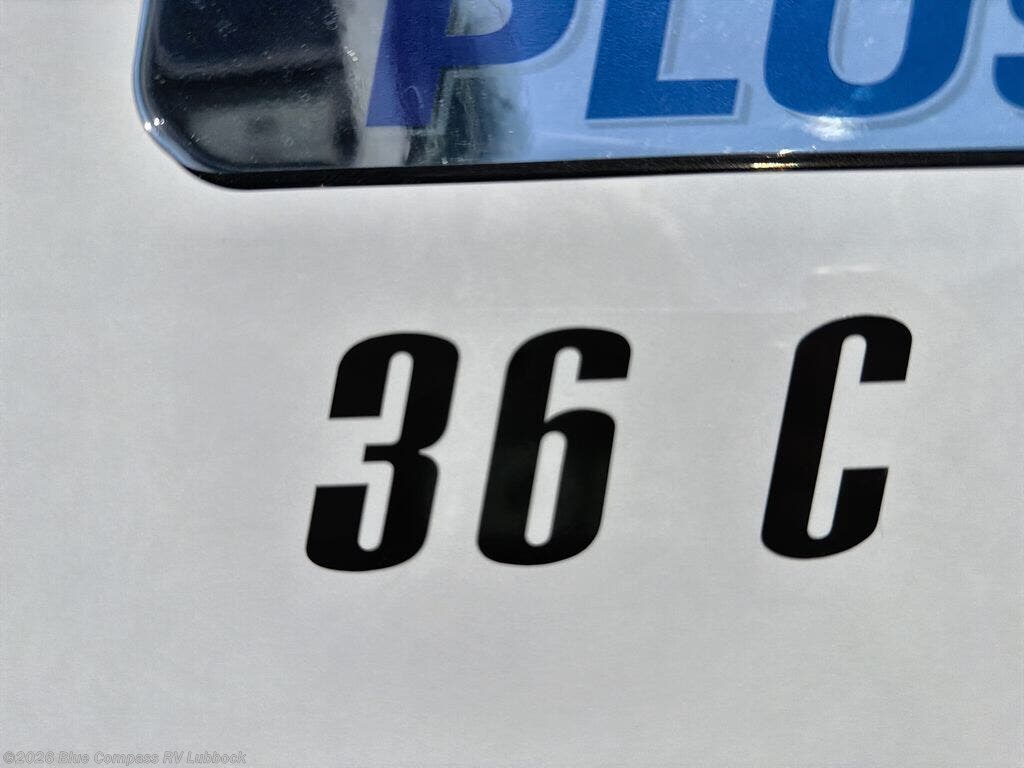 PLUS
36 C
©2026 Blue Compass RV Lubbock